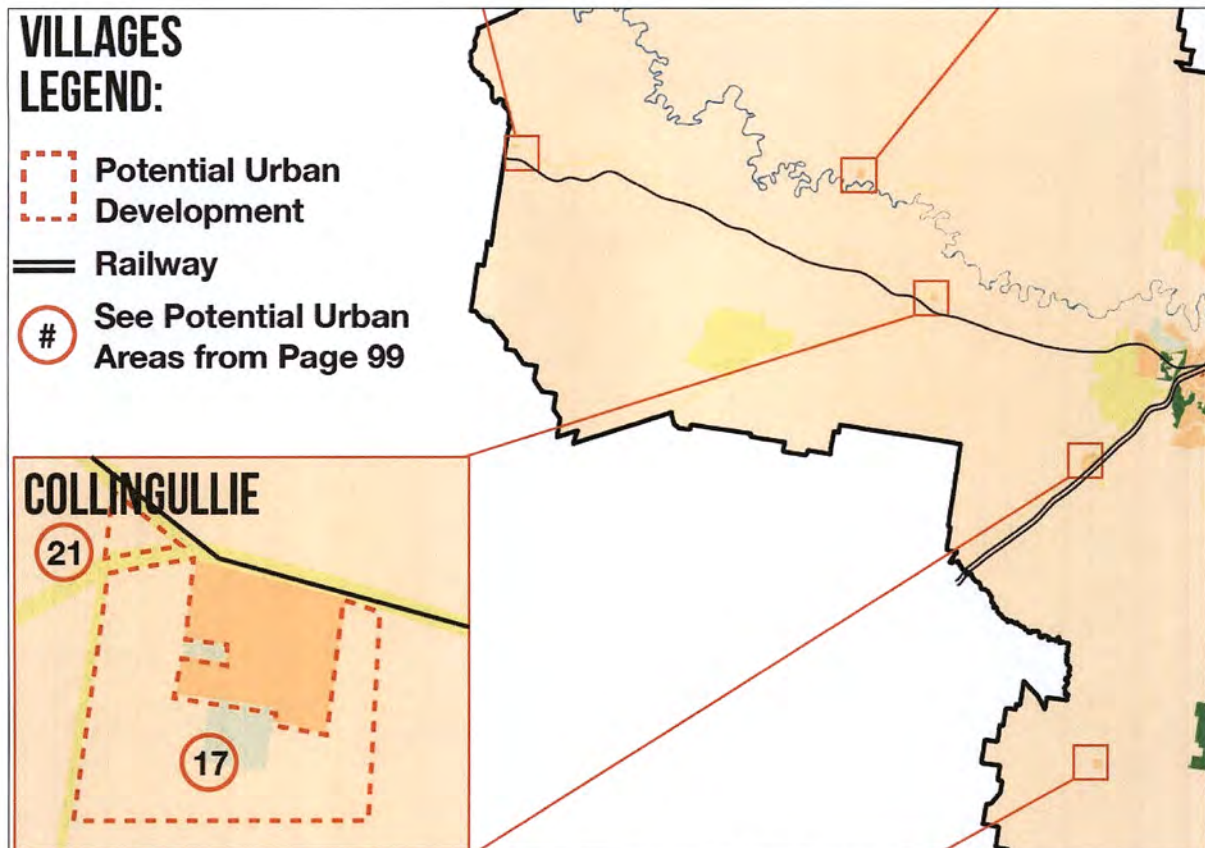 VILLAGES
LEGEND:
Potential Urban
Development
Railway
#
See Potential Urban
Areas from Page 99
COLLINGULLIE
21
17